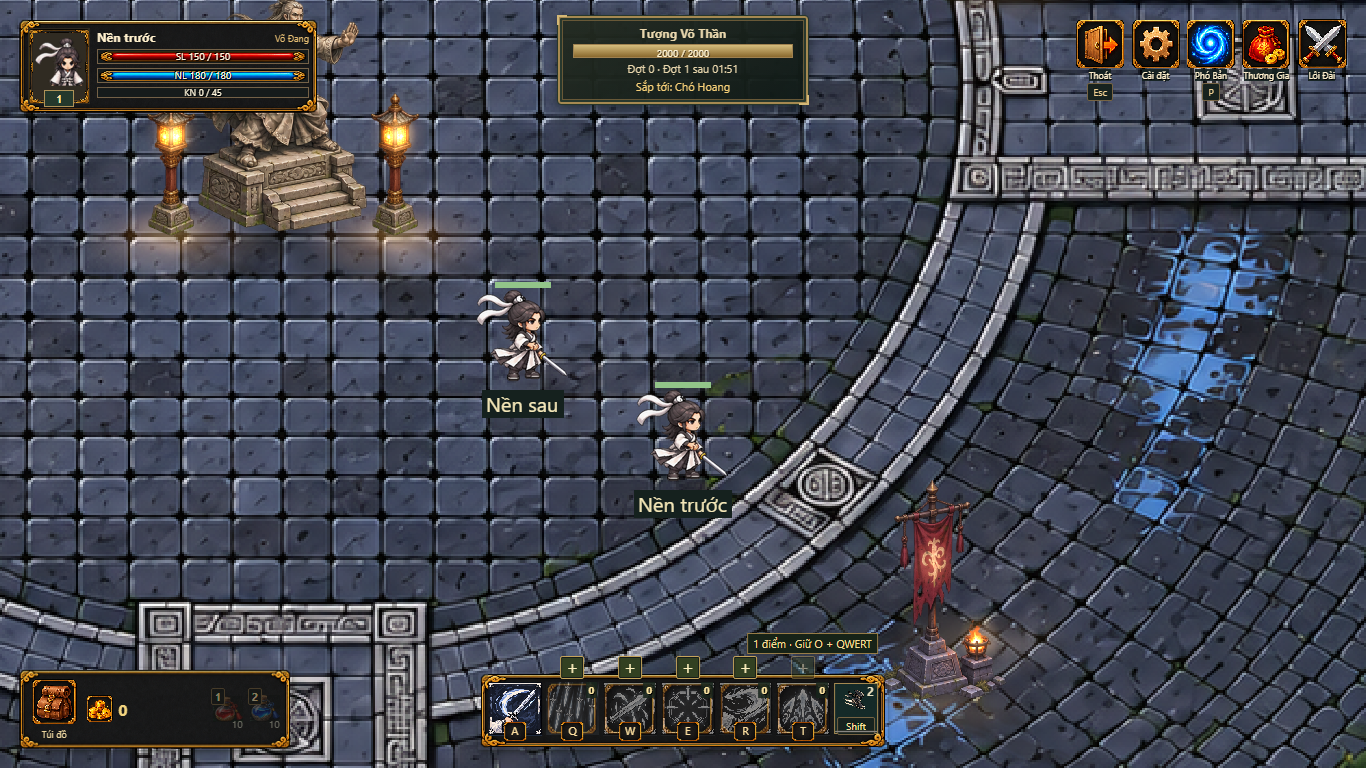 Nền trước
Võ Đang
SL 150 / 150
NL 180 / 180
KN 0 / 45
1
Tượng Võ Thần
2000 / 2000
Đợt 0 · Đợt 1 sau 01:51
Sắp tới: Chó Hoang
Thoát
Cài đặt
Phó Bản
Thương Gia
Lôi Đài
Esc
P
Nền sau
Nền trước
1 điểm · Giữ O + QWERT
+ + + + +
0 0 0 0 0 2
A Q W E R T Shift
1 2
0
10 10
Túi đồ